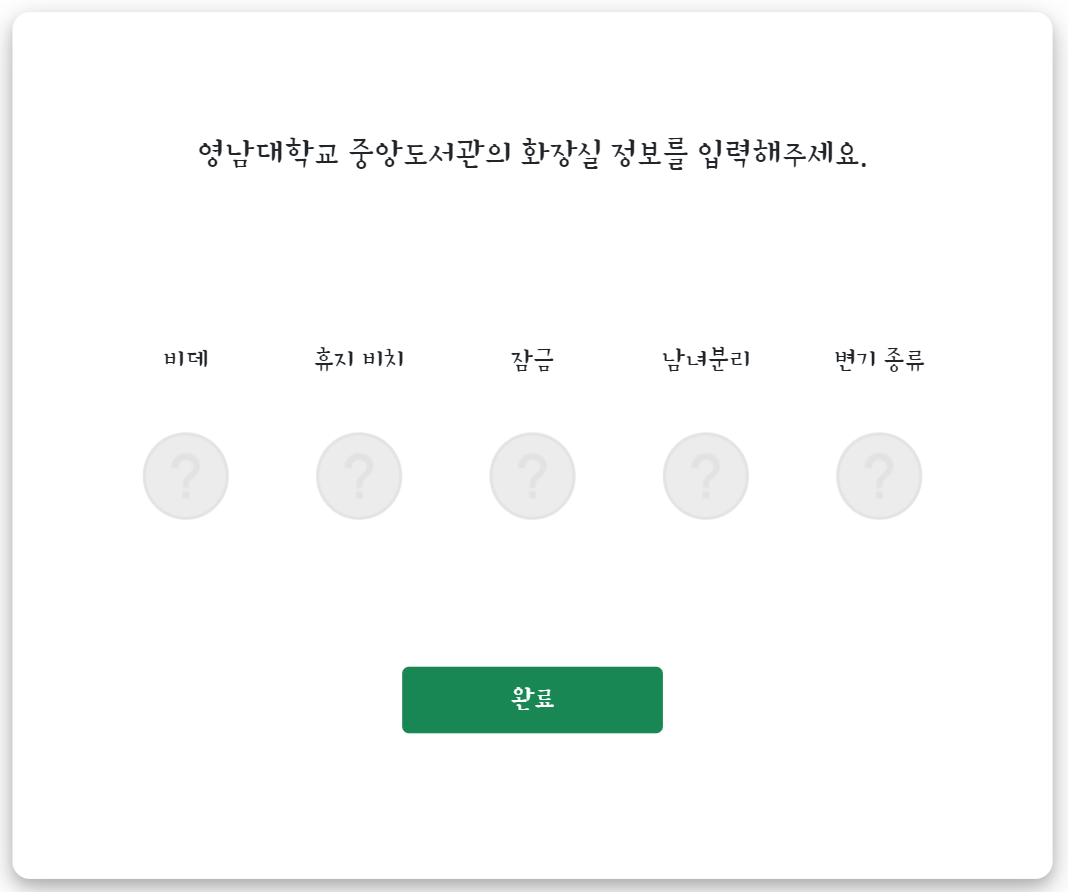 영남대학교 중앙도서관의 화장실 정보를 입력해주세요.
비데 휴지 비치 잠금 남녀분리 변기 종류
? ? ? ? ?
완료